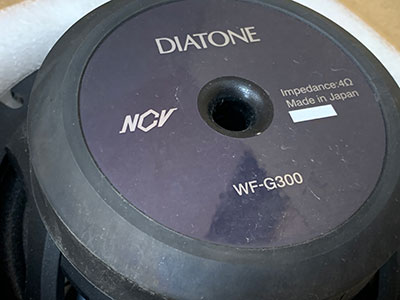 DIATONE
NCV
Impedance:4Ω
Made in Japan
WF-G300